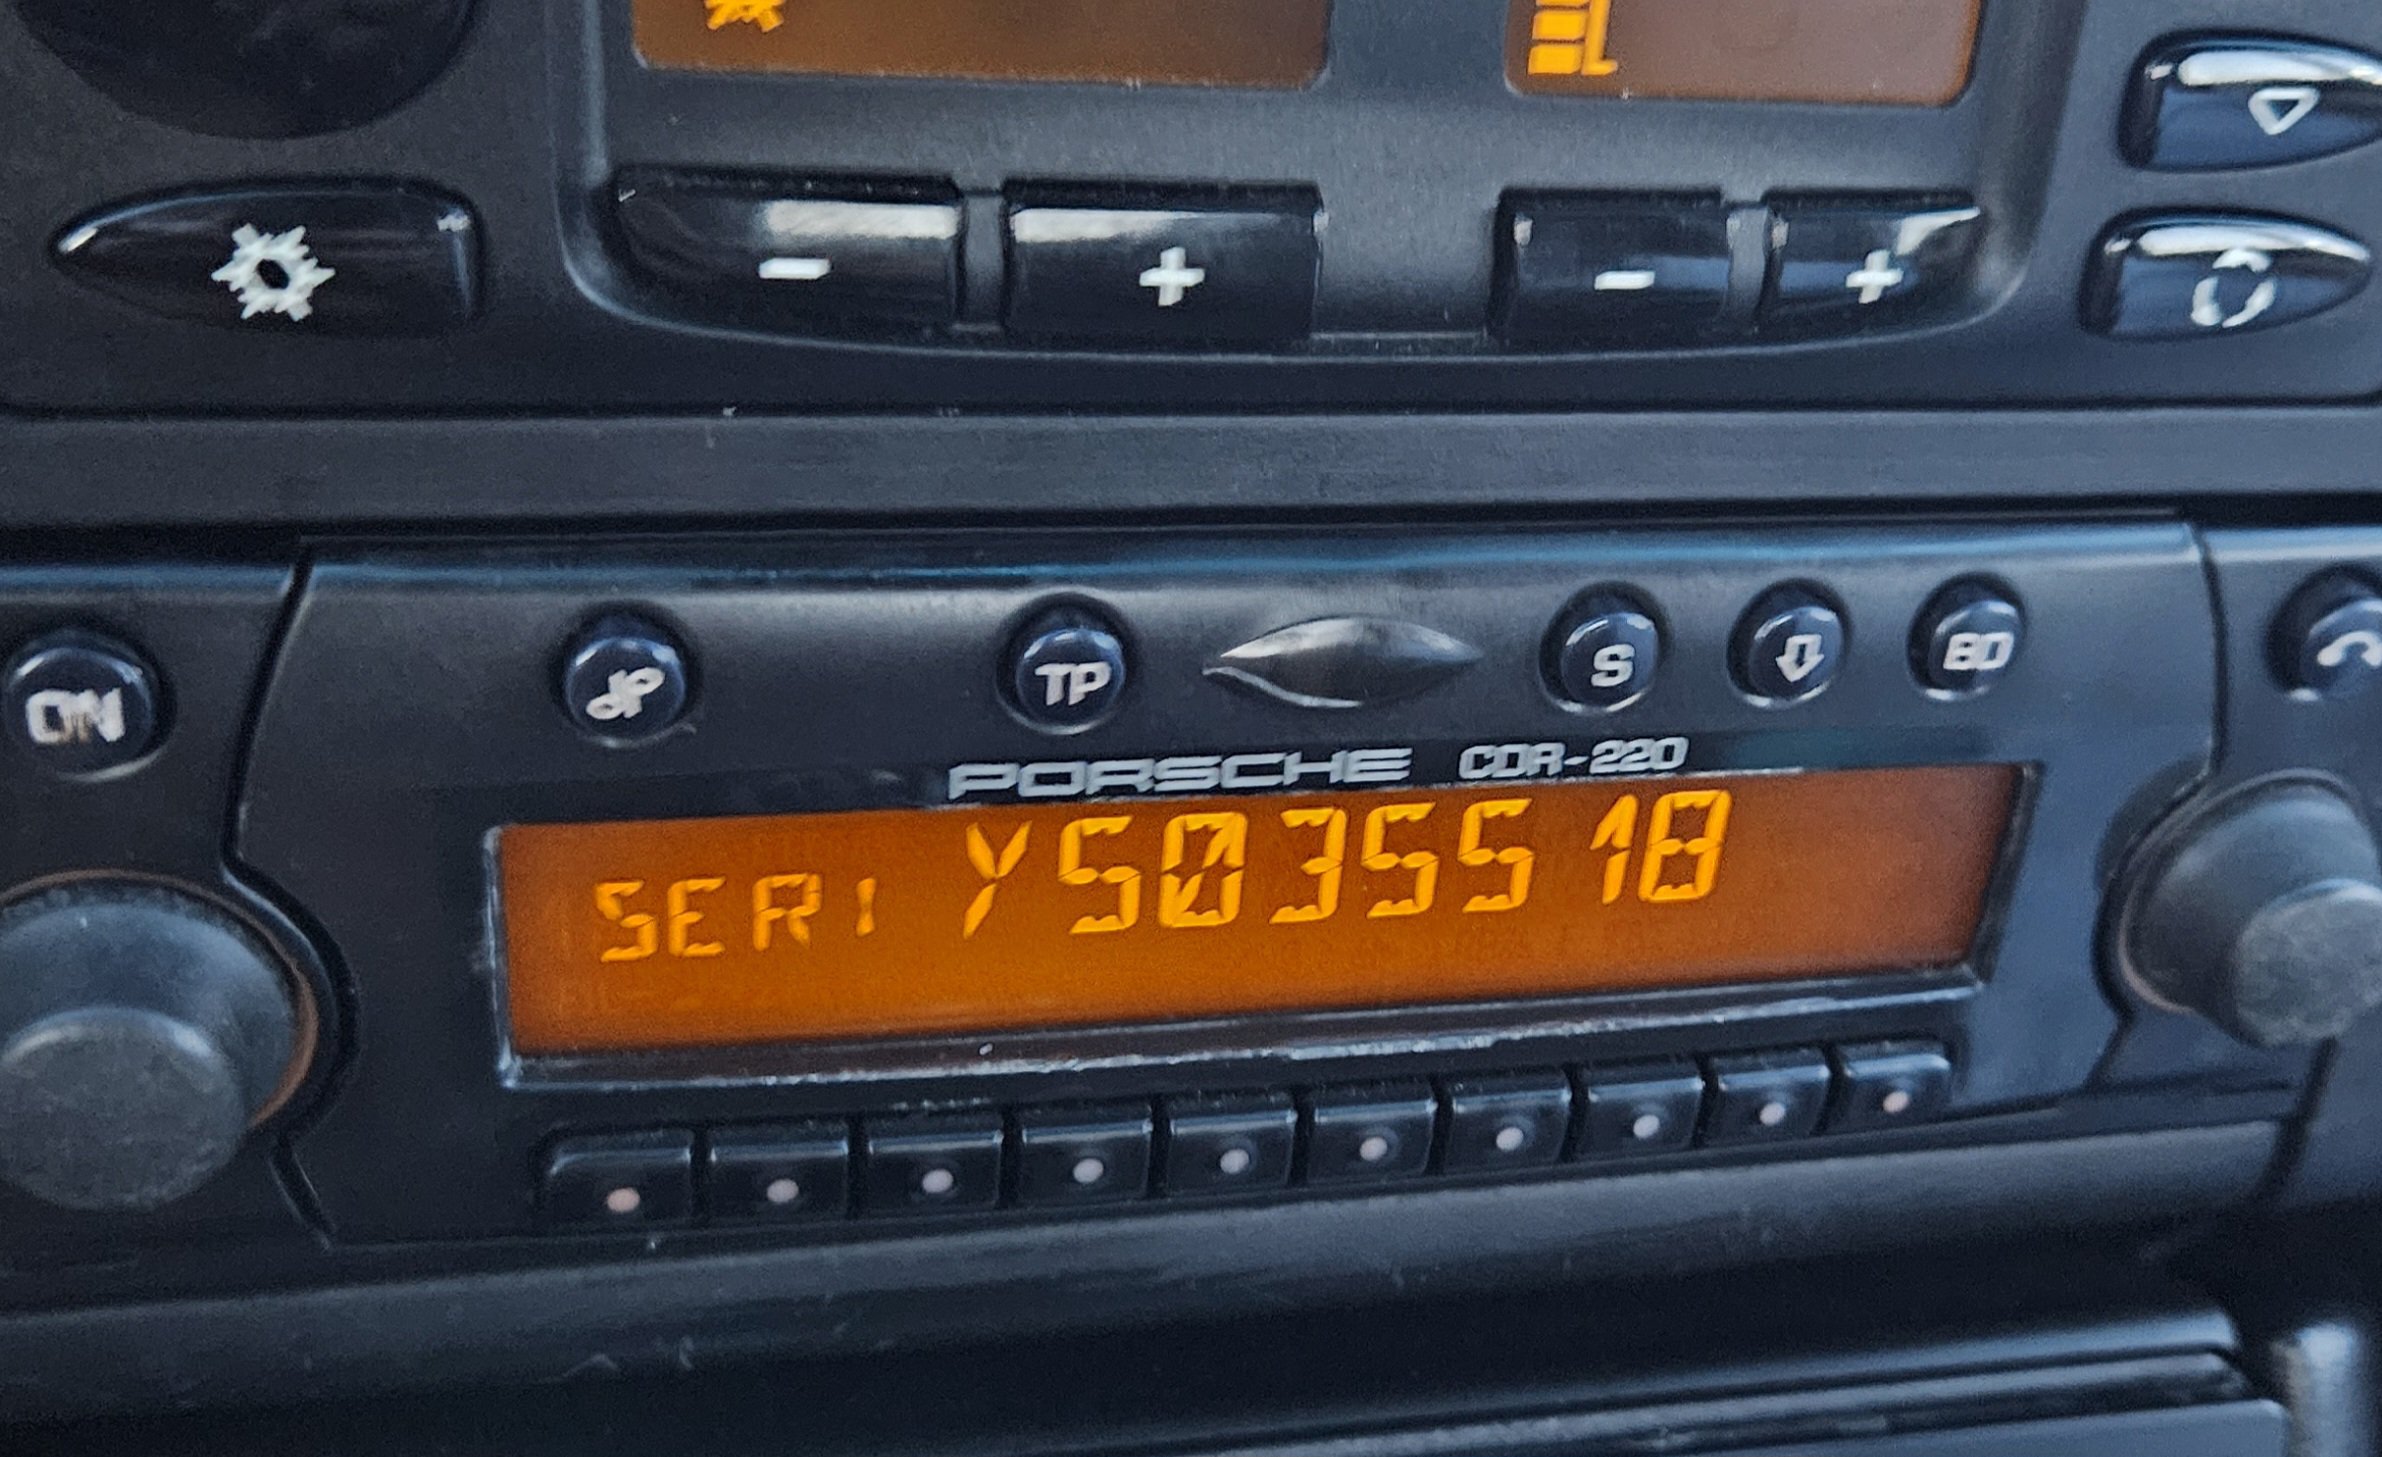 - + - +
ON TP S BD
PORSCHE CDR-220
SERI Y5035518